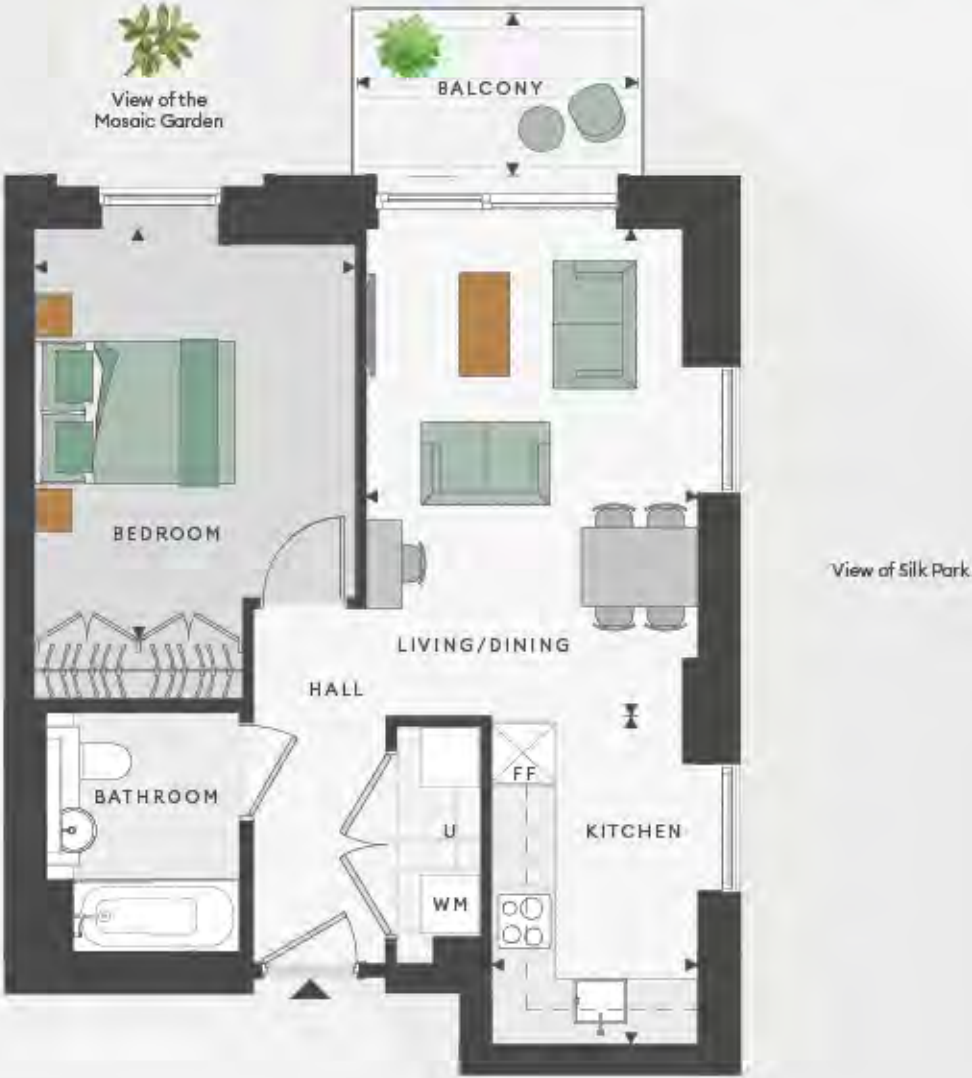 View of the
Mosaic Garden
BALCONY
BEDROOM
View of Silk Park
LIVING/DINING
HALL
FF
BATHROOM
U
KITCHEN
WM